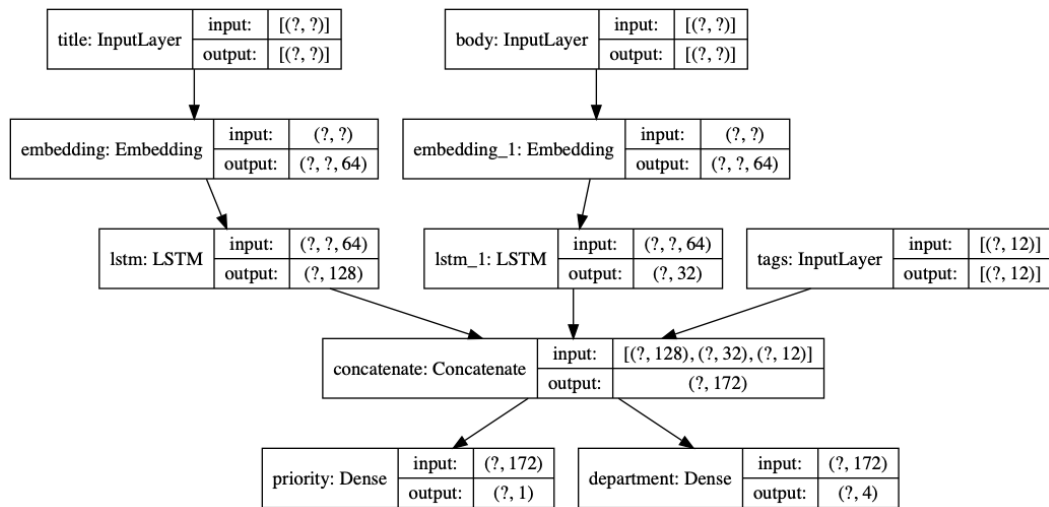 title: InputLayer input: [(?, ?)] output: [(?, ?)]
body: InputLayer input: [(?, ?)] output: [(?, ?)]
embedding: Embedding input: (?, ?) output: (?, ?, 64)
embedding_1: Embedding input: (?, ?) output: (?, ?, 64)
lstm: LSTM input: (?, ?, 64) output: (?, 128)
lstm_1: LSTM input: (?, ?, 64) output: (?, 32)
tags: InputLayer input: [(?, 12)] output: [(?, 12)]
concatenate: Concatenate input: [(?, 128), (?, 32), (?, 12)] output: (?, 172)
priority: Dense input: (?, 172) output: (?, 1)
department: Dense input: (?, 172) output: (?, 4)